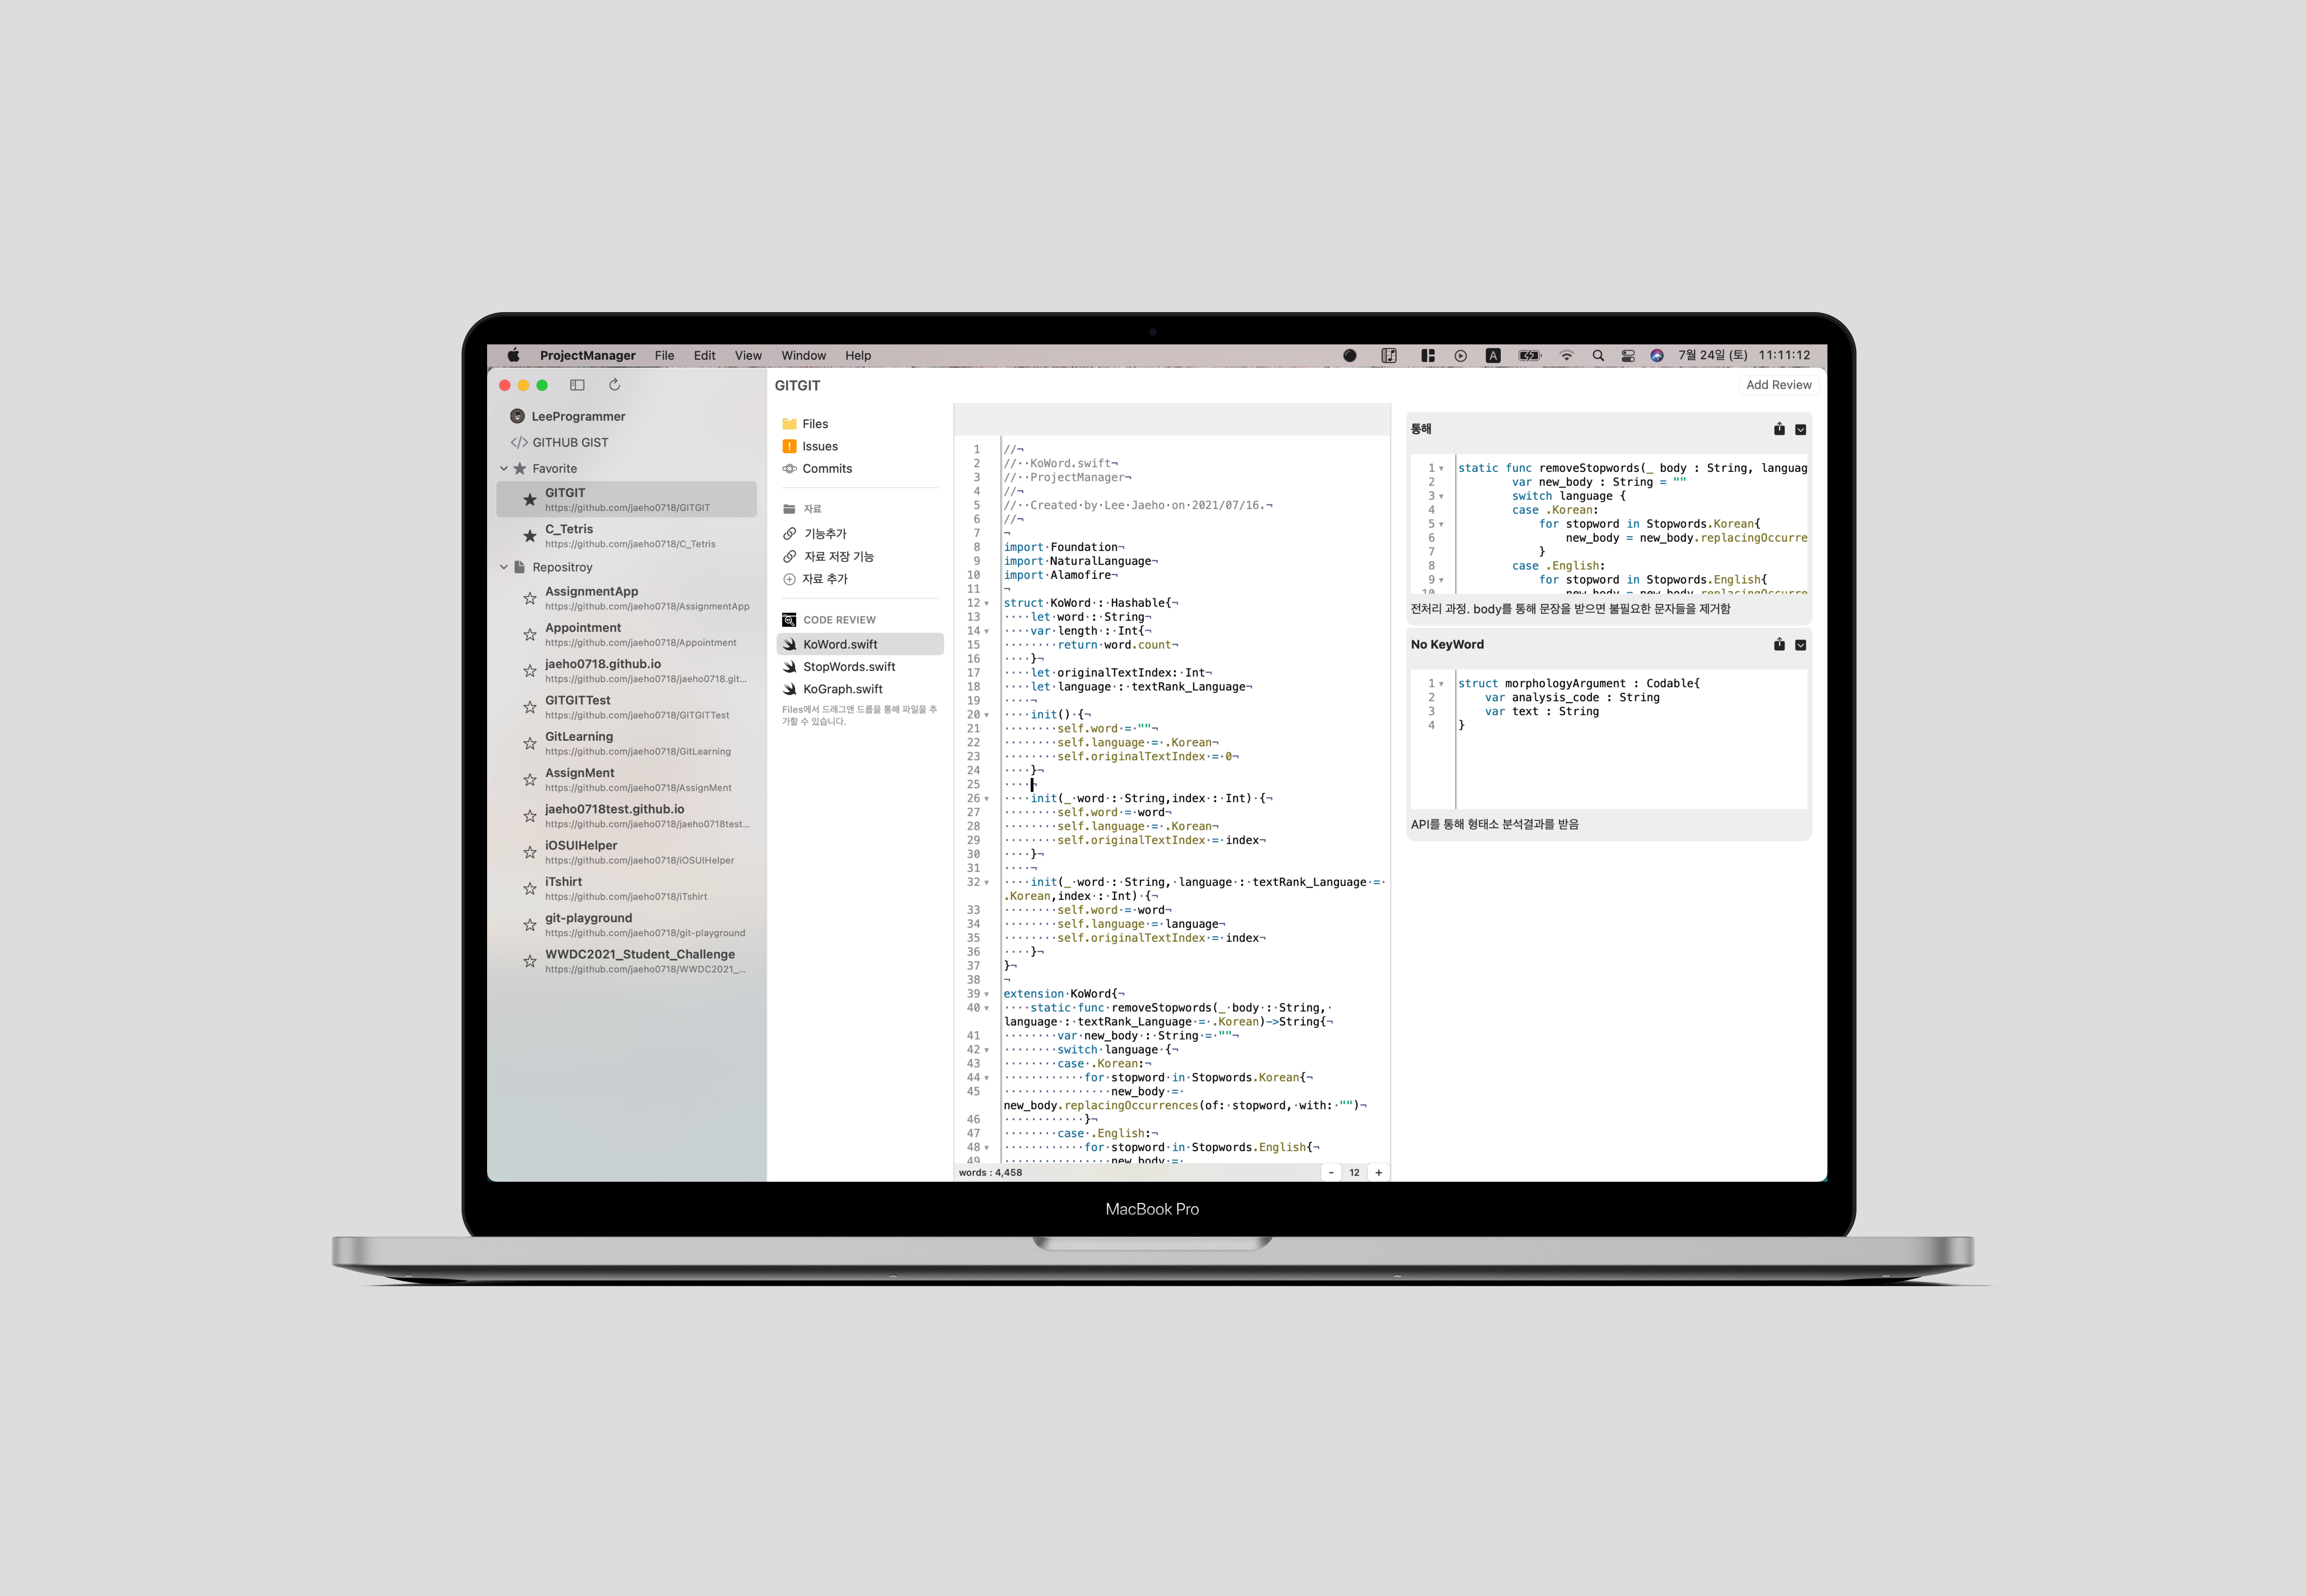 ProjectManager File Edit View Window Help
A 7월 24일 (토) 11:11:12
LeeProgrammer
</> GITHUB GIST
Favorite
GITGIT
https://github.com/jaeho0718/GITGIT
C_Tetris
https://github.com/jaeho0718/C_Tetris
Repositroy
AssignmentApp
https://github.com/jaeho0718/AssignmentApp
Appointment
https://github.com/jaeho0718/Appointment
jaeho0718.github.io
https://github.com/jaeho0718/jaeho0718.git...
GITGITTest
https://github.com/jaeho0718/GITGITTest
GitLearning
https://github.com/jaeho0718/GitLearning
AssignMent
https://github.com/jaeho0718/AssignMent
jaeho0718test.github.io
https://github.com/jaeho0718/jaeho0718test...
iOSUIHelper
https://github.com/jaeho0718/iOSUIHelper
iTshirt
https://github.com/jaeho0718/iTshirt
git-playground
https://github.com/jaeho0718/git-playground
WWDC2021_Student_Challenge
https://github.com/jaeho0718/WWDC2021_...
GITGIT
Add Review
Files
Issues
Commits
자료
기능추가
자료 저장 기능
자료 추가
CODE REVIEW
KoWord.swift
StopWords.swift
KoGraph.swift
Files에서 드래그앤 드롭을 통해 파일을 추
가할 수 있습니다.
1 //¬
2 //··KoWord.swift¬
3 //··ProjectManager¬
4 //¬
5 //··Created·by·Lee·Jaeho·on·2021/07/16.¬
6 //¬
7 ¬
8 import·Foundation¬
9 import·NaturalLanguage¬
10 import·Alamofire¬
11 ¬
12 struct·KoWord·:·Hashable{¬
13 ····let·word·:·String¬
14 ····var·length·:·Int{¬
15 ········return·word.count¬
16 ····}¬
17 ····let·originalTextIndex:·Int¬
18 ····let·language·:·textRank_Language¬
19 ····¬
20 ····init()·{¬
21 ········self.word·=·""¬
22 ········self.language·=·.Korean¬
23 ········self.originalTextIndex·=·0¬
24 ····}¬
25 ····¬
26 ····init(_·word·:·String,index·:·Int)·{¬
27 ········self.word·=·word¬
28 ········self.language·=·.Korean¬
29 ········self.originalTextIndex·=·index¬
30 ····}¬
31 ····¬
32 ····init(_·word·:·String,·language·:·textRank_Language·=·
.Korean,index·:·Int)·{¬
33 ········self.word·=·word¬
34 ········self.language·=·language¬
35 ········self.originalTextIndex·=·index¬
36 ····}¬
37 }¬
38 ¬
39 extension·KoWord{¬
40 ····static·func·removeStopwords(_·body·:·String,·
language·:·textRank_Language·=·.Korean)->String{¬
41 ········var·new_body·:·String·=·""¬
42 ········switch·language·{¬
43 ········case·.Korean:¬
44 ············for·stopword·in·Stopwords.Korean{¬
45 ················new_body·=·
new_body.replacingOccurrences(of:·stopword,·with:·"")¬
46 ············}¬
47 ········case·.English:¬
48 ············for·stopword·in·Stopwords.English{¬
49 ················new_body·=·
words : 4,458 - 12 +
통해
1 static func removeStopwords(_ body : String, languag
2 var new_body : String = ""
3 switch language {
4 case .Korean:
5 for stopword in Stopwords.Korean{
6 new_body = new_body.replacingOccurre
7 }
8 case .English:
9 for stopword in Stopwords.English{
10 new_body = new_body.replacingOccurre
전처리 과정. body를 통해 문장을 받으면 불필요한 문자들을 제거함
No KeyWord
1 struct morphologyArgument : Codable{
2 var analysis_code : String
3 var text : String
4 }
API를 통해 형태소 분석결과를 받음
MacBook Pro